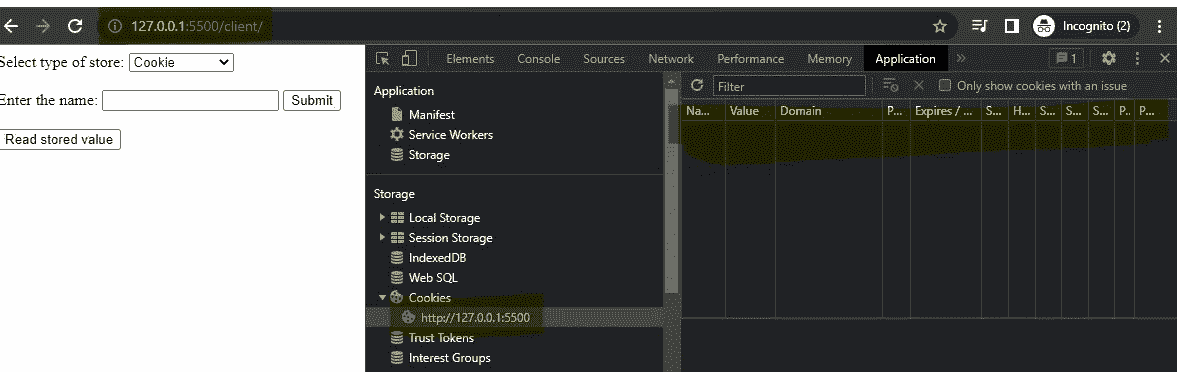 127.0.0.1:5500/client/
Incognito (2)
Select type of store: Cookie
Enter the name: Submit
Read stored value
Elements Console Sources Network Performance Memory Application » 1
Application
Manifest
Service Workers
Storage
Storage
Local Storage
Session Storage
IndexedDB
Web SQL
Cookies
http://127.0.0.1:5500
Trust Tokens
Interest Groups
Filter Only show cookies with an issue
Na... Value Domain P... Expires / ... S... H... S... S... S... P.. P...